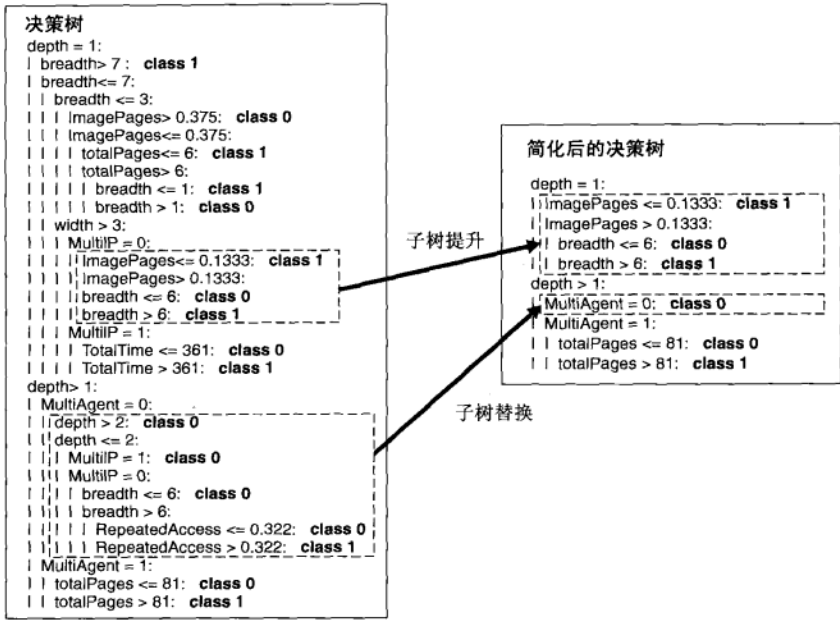 决策树
depth = 1:
| breadth> 7 : class 1
| breadth<= 7:
| | breadth <= 3:
| | | ImagePages> 0.375: class 0
| | | ImagePages<= 0.375:
| | | | totalPages<= 6: class 1
| | | | totalPages> 6:
| | | | | breadth <= 1: class 1
| | | | | breadth > 1: class 0
| | width > 3:
| | | MultiIP = 0:
| | | | ImagePages<= 0.1333: class 1
| | | | ImagePages> 0.1333:
| | | | breadth <= 6: class 0
| | | | breadth > 6: class 1
| | | MultiIP = 1:
| | | | TotalTime <= 361: class 0
| | | | TotalTime > 361: class 1
depth> 1:
| MultiAgent = 0:
| | depth > 2: class 0
| | depth <= 2:
| | | MultiIP = 1: class 0
| | | MultiIP = 0:
| | | | breadth <= 6: class 0
| | | | breadth > 6:
| | | | | RepeatedAccess <= 0.322: class 0
| | | | | RepeatedAccess > 0.322: class 1
| MultiAgent = 1:
| | totalPages <= 81: class 0
| | totalPages > 81: class 1
子树提升
子树替换
简化后的决策树
depth = 1:
| ImagePages <= 0.1333: class 1
| ImagePages > 0.1333:
| | breadth <= 6: class 0
| | breadth > 6: class 1
depth > 1:
| MultiAgent = 0: class 0
| MultiAgent = 1:
| | totalPages <= 81: class 0
| | totalPages > 81: class 1